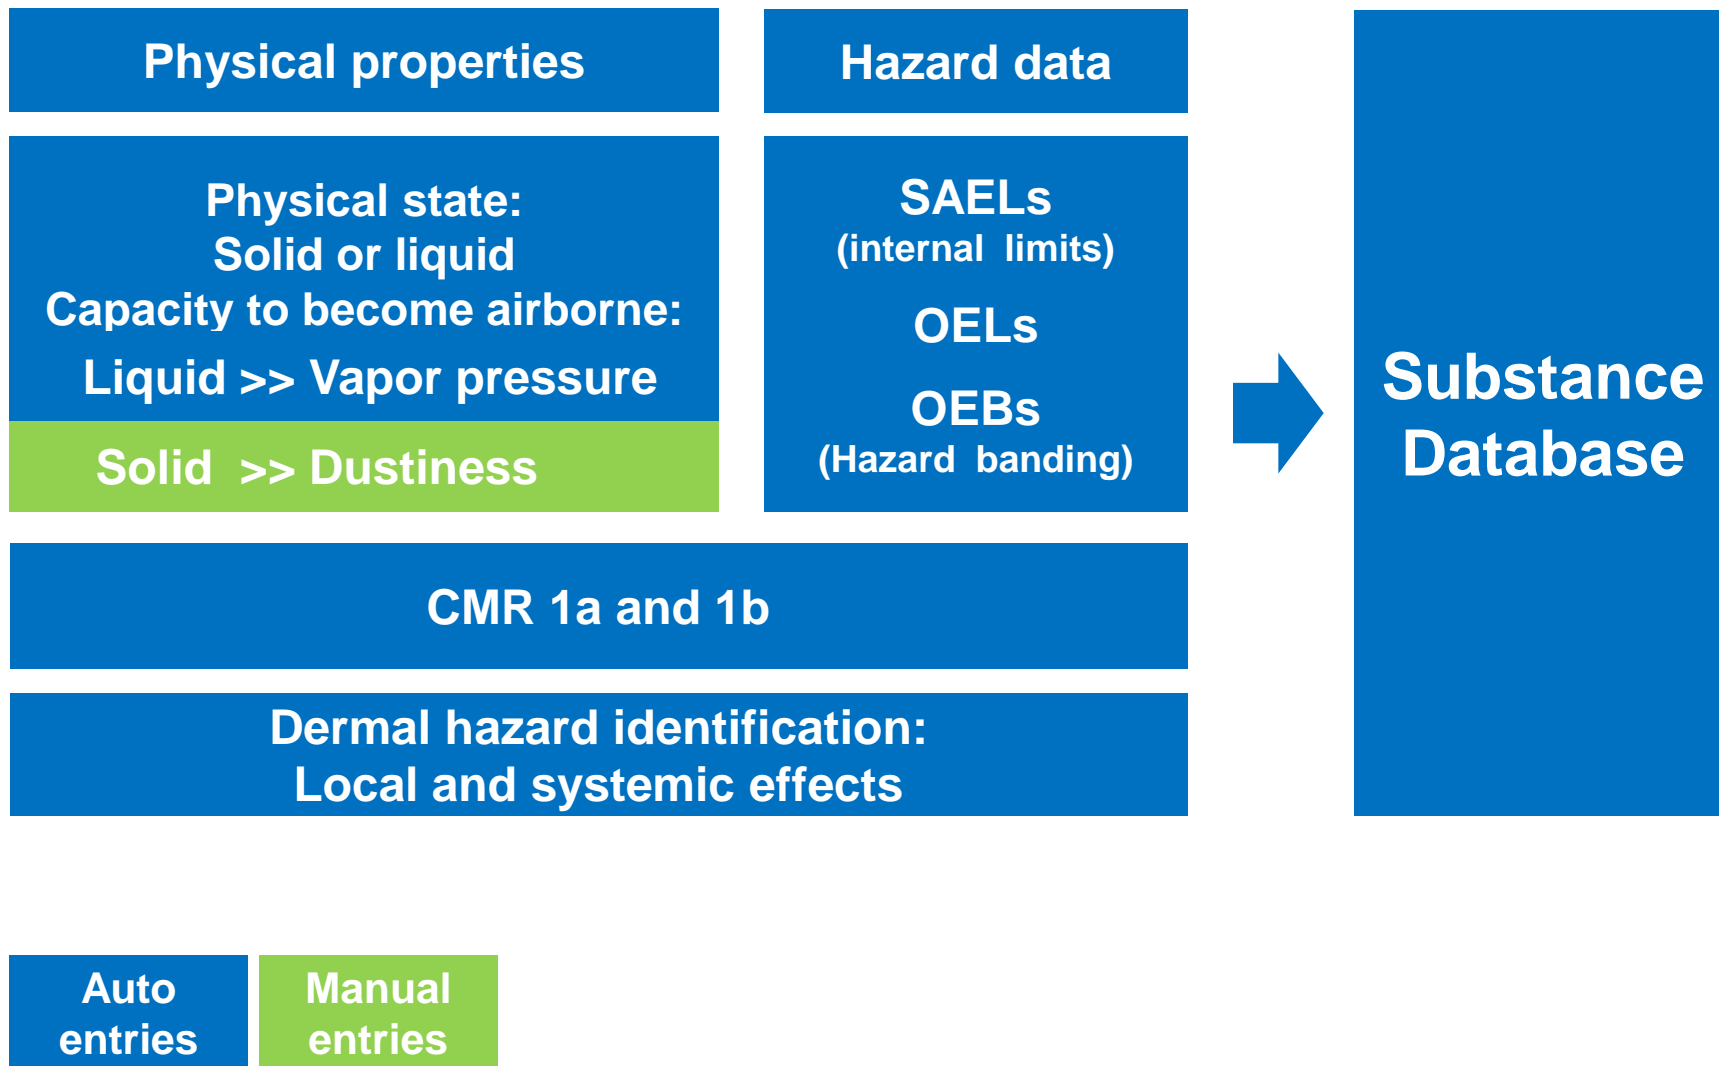 Physical properties
Physical state:
Solid or liquid
Capacity to become airborne:
Liquid >> Vapor pressure
Solid >> Dustiness
Hazard data
SAELs
(internal limits)
OELs
OEBs
(Hazard banding)
CMR 1a and 1b
Dermal hazard identification:
Local and systemic effects
Substance
Database
Auto
entries
Manual
entries